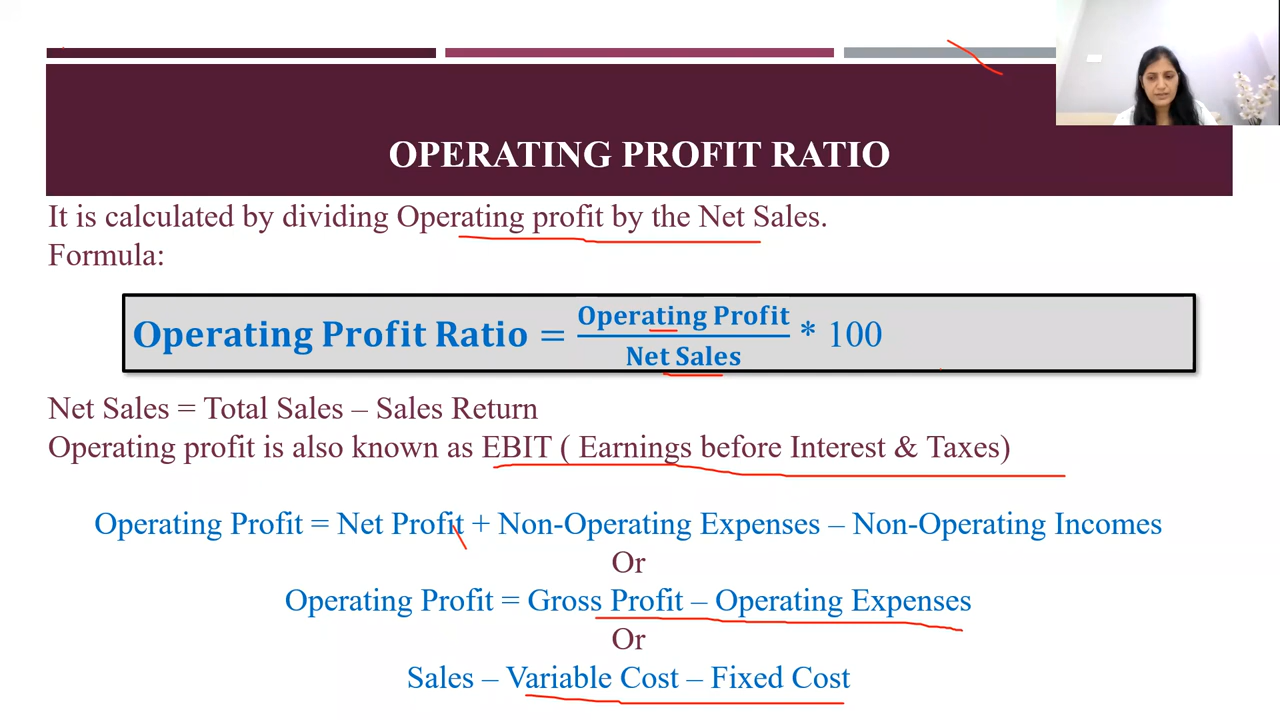 OPERATING PROFIT RATIO
It is calculated by dividing Operating profit by the Net Sales.
Formula:
Operating Profit Ratio = Operating Profit / Net Sales * 100
Net Sales = Total Sales – Sales Return
Operating profit is also known as EBIT ( Earnings before Interest & Taxes)
Operating Profit = Net Profit + Non-Operating Expenses – Non-Operating Incomes
Or
Operating Profit = Gross Profit – Operating Expenses
Or
Sales – Variable Cost – Fixed Cost